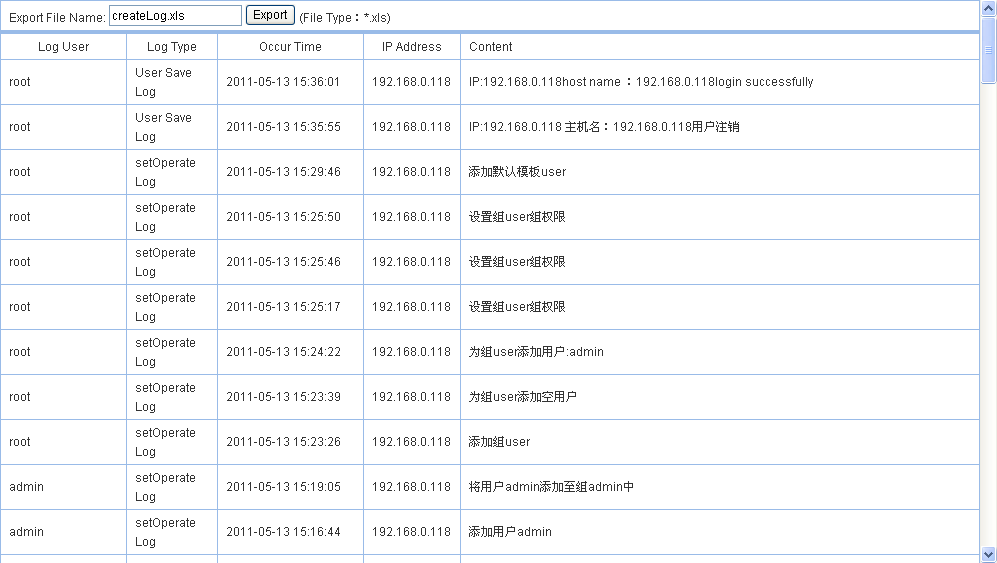 Export File Name: createLog.xls Export (File Type：*.xls)
Log User Log Type Occur Time IP Address Content
root User Save Log 2011-05-13 15:36:01 192.168.0.118 IP:192.168.0.118host name ：192.168.0.118login successfully
root User Save Log 2011-05-13 15:35:55 192.168.0.118 IP:192.168.0.118 主机名：192.168.0.118用户注销
root setOperate Log 2011-05-13 15:29:46 192.168.0.118 添加默认模板user
root setOperate Log 2011-05-13 15:25:50 192.168.0.118 设置组user组权限
root setOperate Log 2011-05-13 15:25:46 192.168.0.118 设置组user组权限
root setOperate Log 2011-05-13 15:25:17 192.168.0.118 设置组user组权限
root setOperate Log 2011-05-13 15:24:22 192.168.0.118 为组user添加用户:admin
root setOperate Log 2011-05-13 15:23:39 192.168.0.118 为组user添加空用户
root setOperate Log 2011-05-13 15:23:26 192.168.0.118 添加组user
admin setOperate Log 2011-05-13 15:19:05 192.168.0.118 将用户admin添加至组admin中
admin setOperate Log 2011-05-13 15:16:44 192.168.0.118 添加用户admin